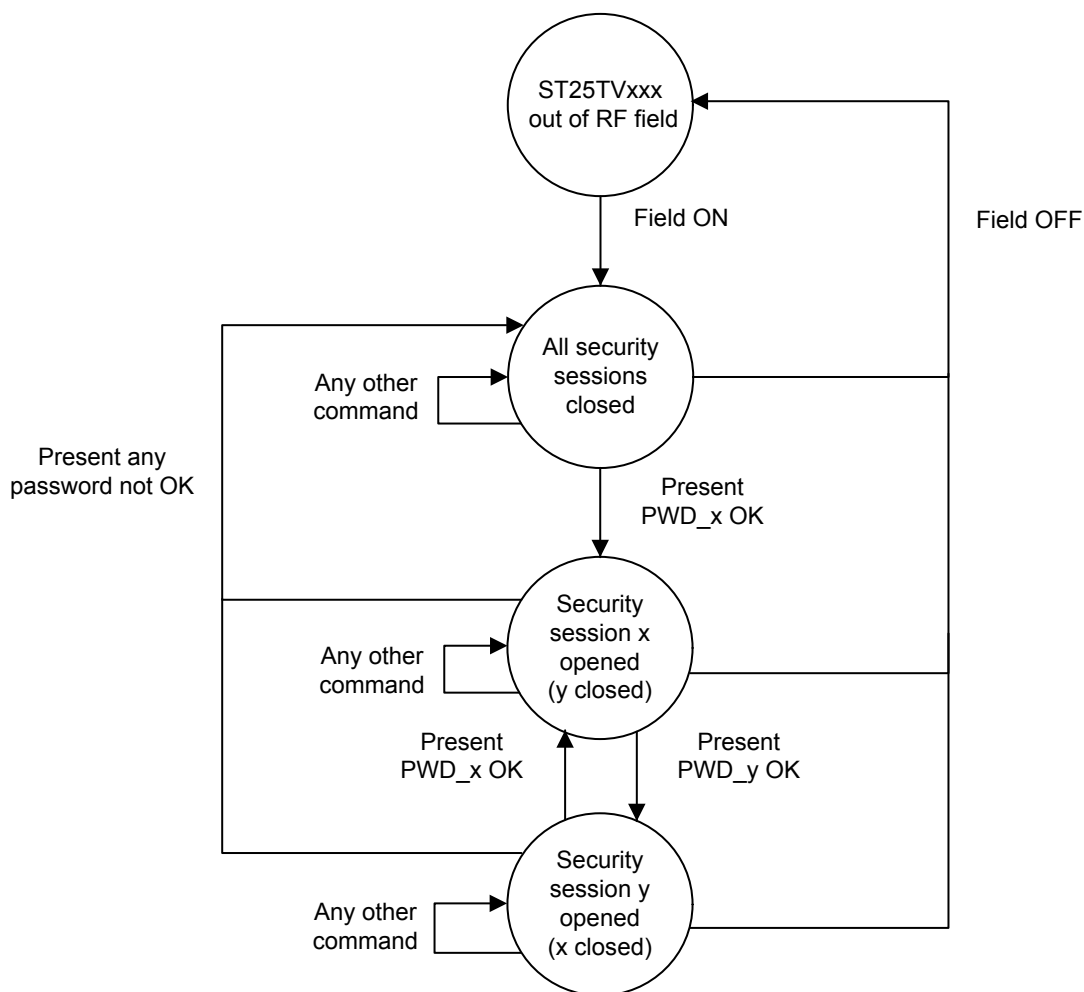 ST25TVxxx
out of RF field
Field ON
Field OFF
All security
sessions
closed
Any other
command
Present any
password not OK
Present
PWD_x OK
Security
session x
opened
(y closed)
Any other
command
Present
PWD_x OK
Present
PWD_y OK
Security
session y
opened
(x closed)
Any other
command